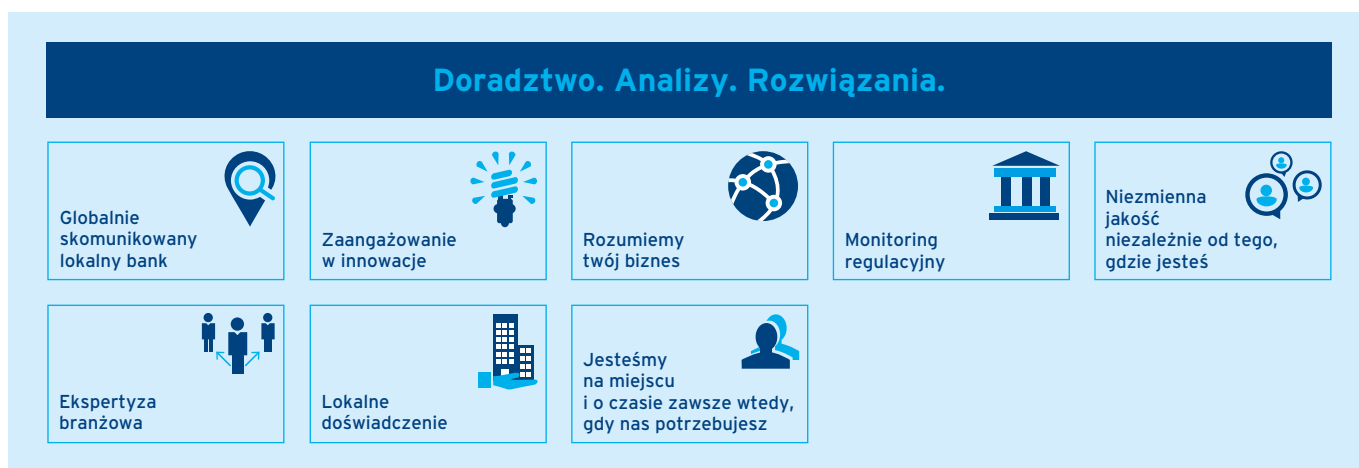 Doradztwo. Analizy. Rozwiązania.
Globalnie
skomunikowany
lokalny bank
Zaangażowanie
w innowacje
Rozumiemy
twój biznes
Monitoring
regulacyjny
Niezmienna
jakość
niezależnie od tego,
gdzie jesteś
Ekspertyza
branżowa
Lokalne
doświadczenie
Jesteśmy
na miejscu
i o czasie zawsze wtedy,
gdy nas potrzebujesz